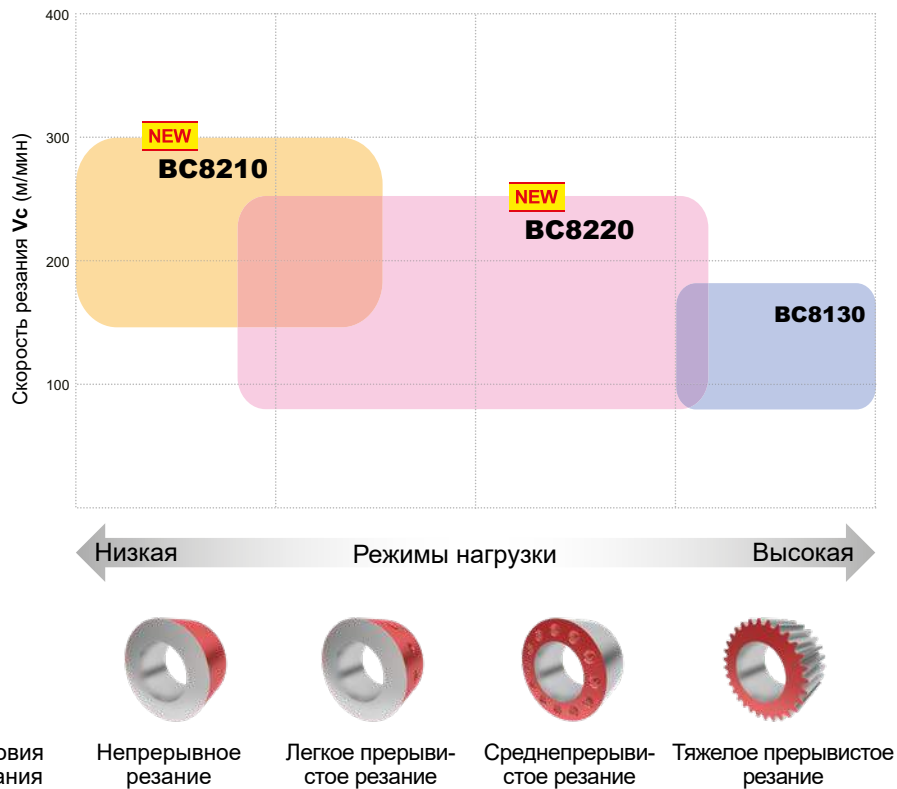 400
NEW
300
BC8210
NEW
BC8220
200
BC8130
100
Скорость резания Vc (м/мин)
Низкая Режимы нагрузки Высокая
Непрерывное
резание
Легкое прерыви-
стое резание
Среднепрерыви-
стое резание
Тяжелое прерывистое
резание